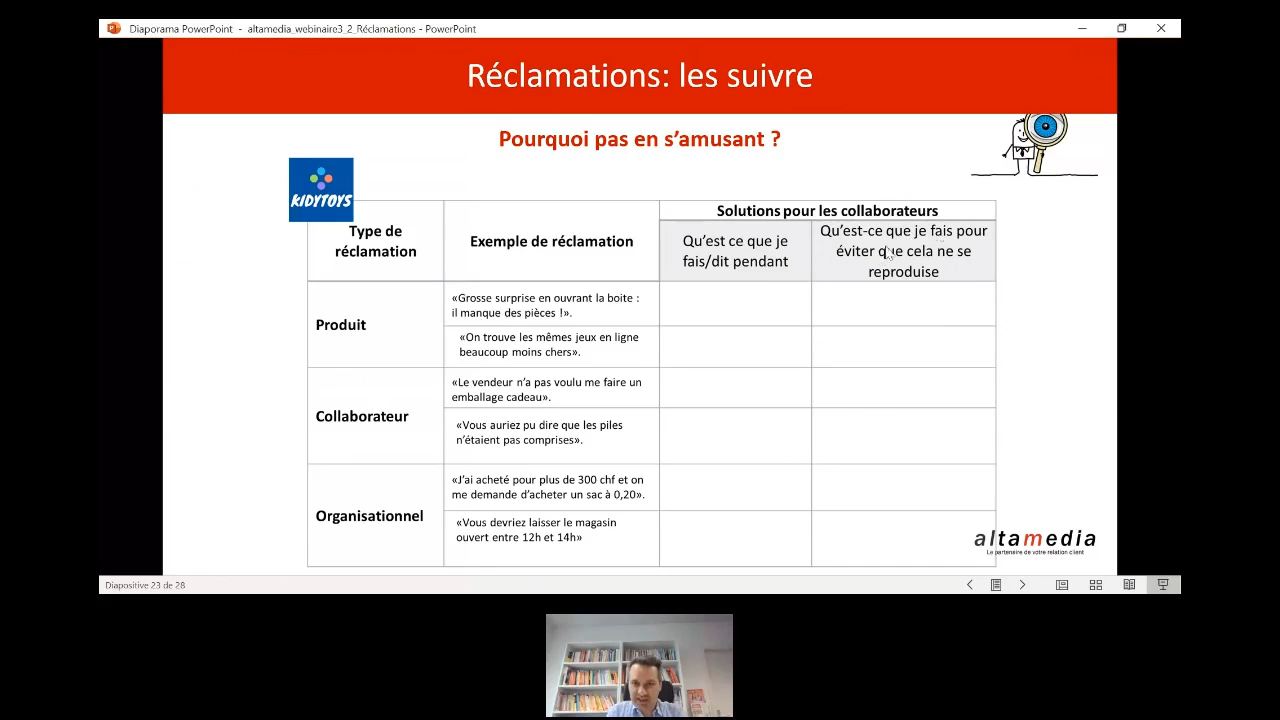 Diaporama PowerPoint - altamedia_webinaire3_2_Réclamations - PowerPoint
Réclamations: les suivre
Pourquoi pas en s’amusant ?
KIDYTOYS
Type de
réclamation
Exemple de réclamation
Solutions pour les collaborateurs
Qu’est ce que je
fais/dit pendant
Qu’est-ce que je fais pour
éviter que cela ne se
reproduise
Produit
«Grosse surprise en ouvrant la boite :
il manque des pièces !».
«On trouve les mêmes jeux en ligne
beaucoup moins chers».
Collaborateur
«Le vendeur n’a pas voulu me faire un
emballage cadeau».
«Vous auriez pu dire que les piles
n’étaient pas comprises».
Organisationnel
«J’ai acheté pour plus de 300 chf et on
me demande d’acheter un sac à 0,20».
«Vous devriez laisser le magasin
ouvert entre 12h et 14h»
altamedia
Le partenaire de votre relation client
Diapositive 23 de 28